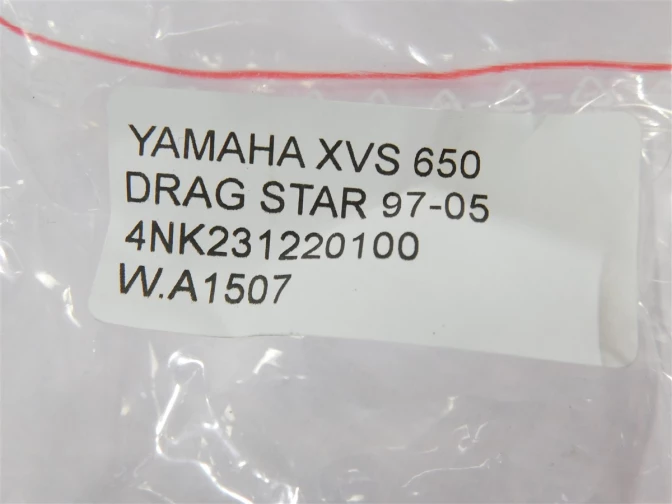 YAMAHA XVS 650
DRAG STAR 97-05
4NK231220100
W.A1507